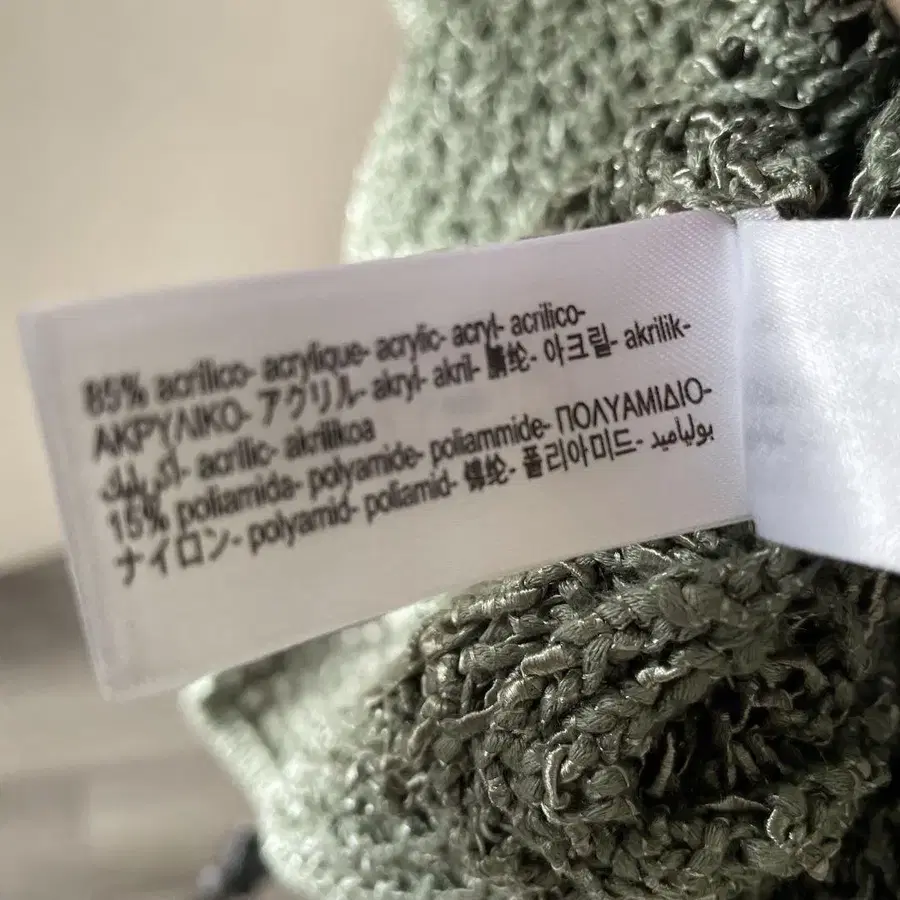 85% acrilico- acrylique- acrylic- acryl- acrilico-
ΑΚΡΥΛΙΚΟ- アクリル- akryl- akril- 腈纶- 아크릴- akrilik-
أكريليك- acrilic- akrilikoa
15% poliamida- polyamide- poliammide- ΠΟΛΥΑΜΙΔΙΟ-
ナイロン- polyamid- poliamid- 锦纶- 폴리아미드- بولياميد